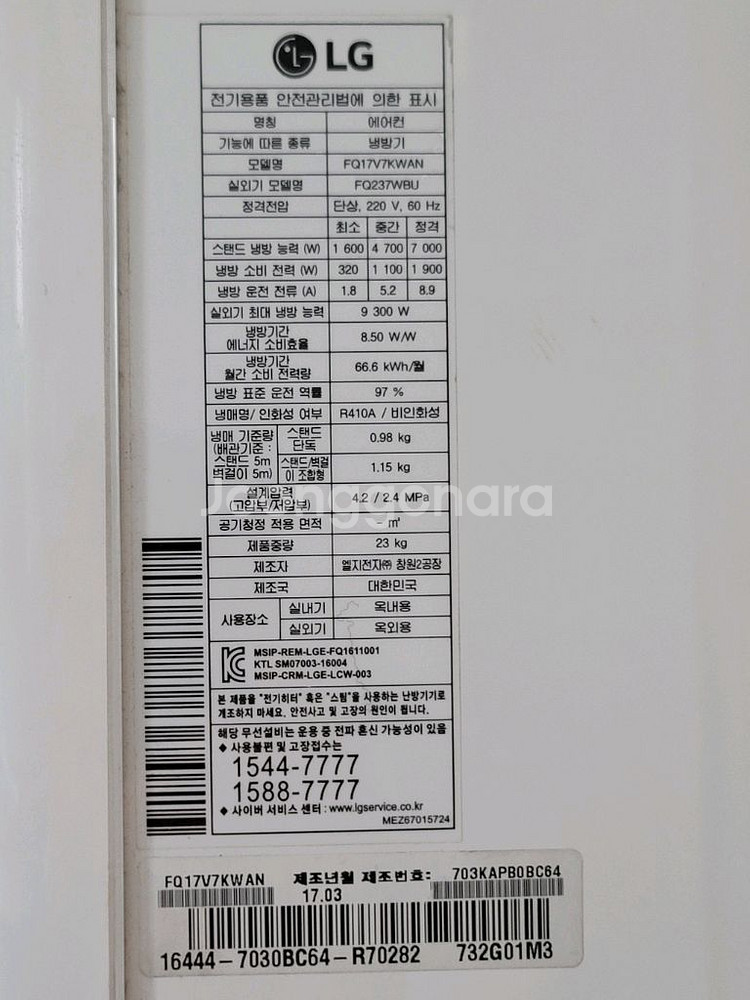 LG
전기용품 안전관리법에 의한 표시
명칭 에어컨
기능에 따른 종류 냉방기
모델명 FQ17V7KWAN
실외기 모델명 FQ237WBU
정격전압 단상, 220 V, 60 Hz
최소 중간 정격
스탠드 냉방 능력 (W) 1 600 4 700 7 000
냉방 소비 전력 (W) 320 1 100 1 900
냉방 운전 전류 (A) 1.8 5.2 8.9
실외기 최대 냉방 능력 9 300 W
냉방기간
에너지 소비효율 8.50 W/W
냉방기간
월간 소비 전력량 66.6 kWh/월
냉방 표준 운전 역률 97 %
냉매명/ 인화성 여부 R410A / 비인화성
냉매 기준량
(배관기준 :
스탠드 5m
벽걸이 5m)
스탠드
단독 0.98 kg
스탠드/벽걸
이 조합형 1.15 kg
설계압력
(고압부/저압부) 4.2 / 2.4 MPa
공기청정 적용 면적 - ㎡
제품중량 23 kg
제조자 엘지전자㈜ 창원2공장
제조국 대한민국
사용장소 실내기 옥내용
실외기 옥외용
MSIP-REM-LGE-FQ1611001
KTL SM07003-16004
MSIP-CRM-LGE-LCW-003
본 제품을 "전기히터" 혹은 "스팀"을 사용하는 난방기기로
개조하지 마세요. 안전사고 및 고장의 원인이 됩니다.
해당 무선설비는 운용 중 전파 혼신 가능성이 있음
◆ 사용불편 및 고장접수는
1544-7777
1588-7777
◆ 사이버 서비스 센터 : www.lgservice.co.kr
MEZ67015724
Joonggonara
FQ17V7KWAN 제조년월 제조번호: 703KAPB0BC64
17.03
16444-7030BC64-R70282 732G01M3